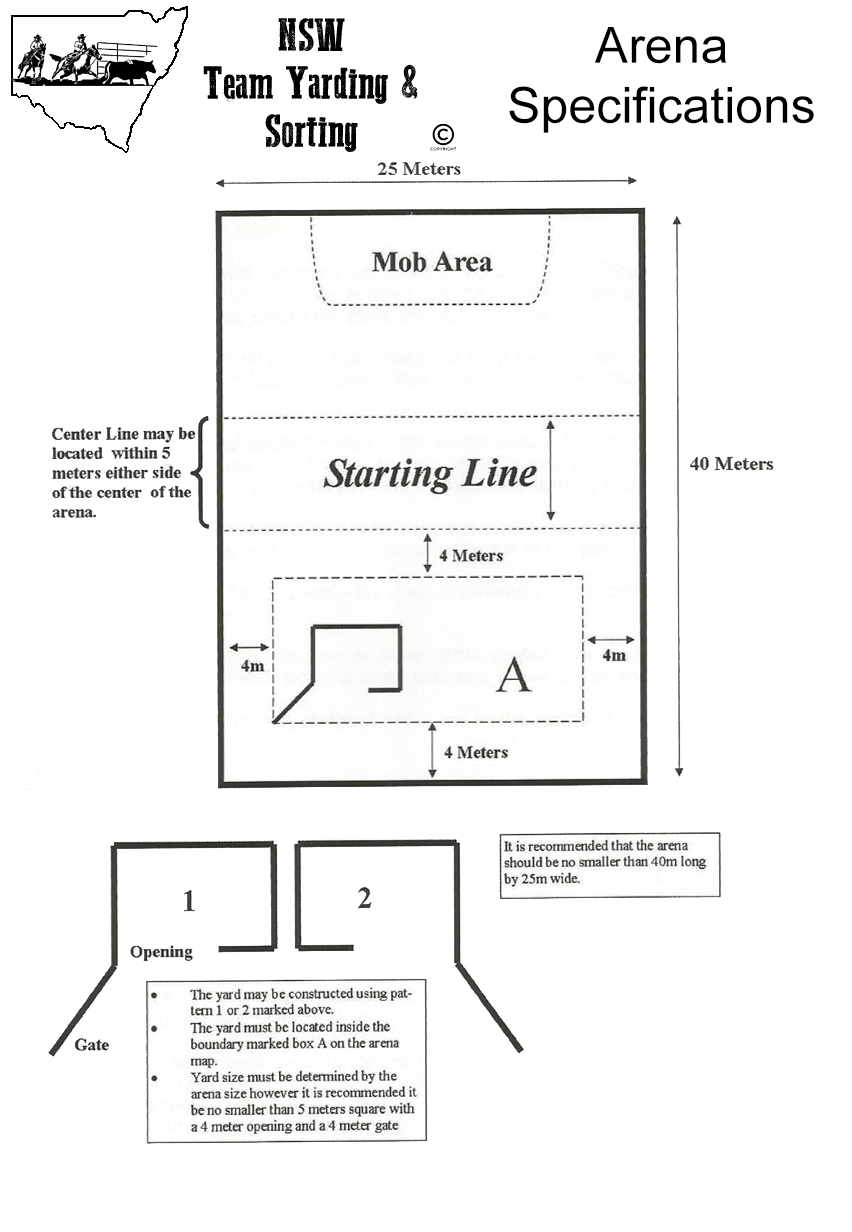 NSW
Team Yarding &
Sorting
©
COPYRIGHT
Arena
Specifications
25 Meters
Mob Area
Center Line may be
located within 5
meters either side
of the center of the
arena.
Starting Line
40 Meters
4 Meters
4m
A
4m
4 Meters
It is recommended that the arena
should be no smaller than 40m long
by 25m wide.
1
2
Opening
Gate
• The yard may be constructed using pat-
tern 1 or 2 marked above.
• The yard must be located inside the
boundary marked box A on the arena
map.
• Yard size must be determined by the
arena size however it is recommended it
be no smaller than 5 meters square with
a 4 meter opening and a 4 meter gate